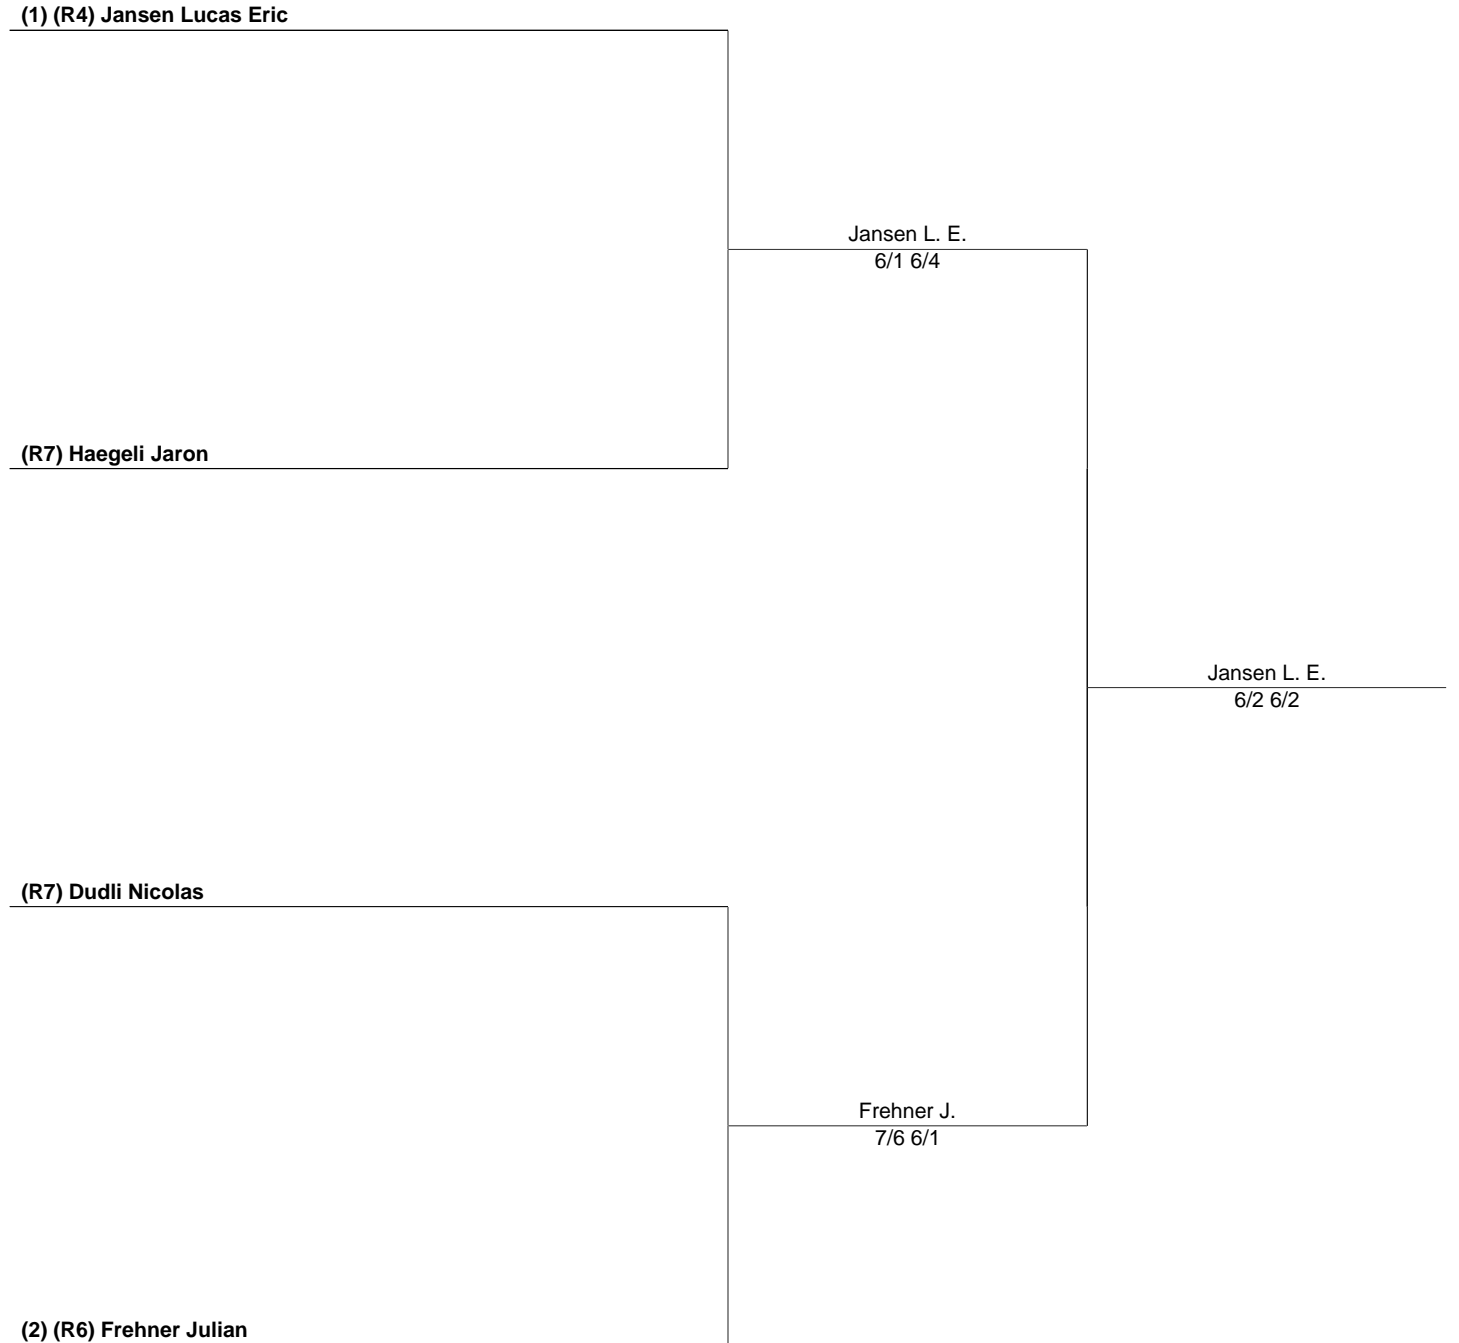 (1) (R4) Jansen Lucas Eric
Jansen L. E.
6/1 6/4
(R7) Haegeli Jaron
Jansen L. E.
6/2 6/2
(R7) Dudli Nicolas
Frehner J.
7/6 6/1
(2) (R6) Frehner Julian